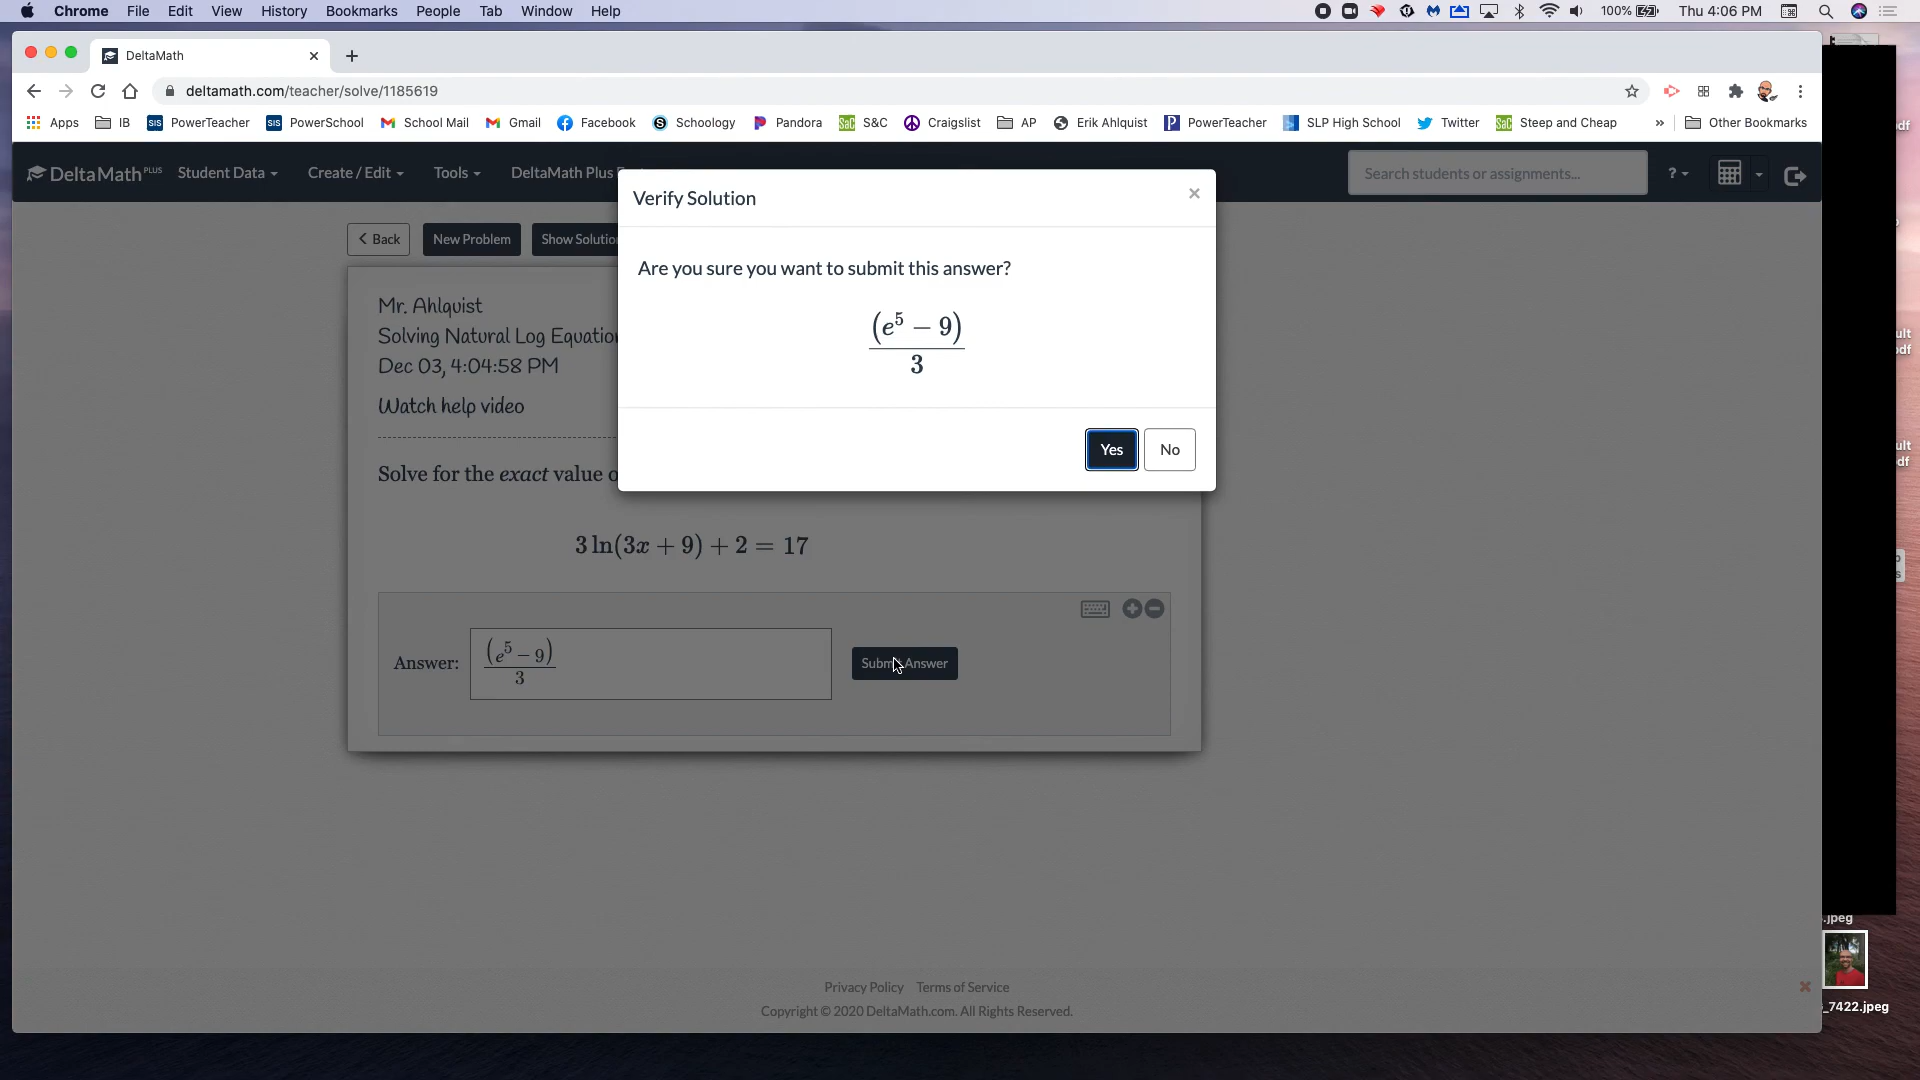 Chrome File Edit View History Bookmarks People Tab Window Help 100% Thu 4:06 PM
DeltaMath
deltamath.com/teacher/solve/1185619
Apps IB PowerTeacher PowerSchool School Mail Gmail Facebook Schoology Pandora S&C Craigslist AP Erik Ahlquist PowerTeacher SLP High School Twitter Steep and Cheap » Other Bookmarks
DeltaMath PLUS Student Data Create / Edit Tools DeltaMath Plus Search students or assignments... ?
Verify Solution ×
Back New Problem Show Solutio
Are you sure you want to submit this answer?
(e^5 − 9)
3
Mr. Ahlquist
Solving Natural Log Equatio
Dec 03, 4:04:58 PM
Watch help video
Yes No
Solve for the exact value
3 ln(3x + 9) + 2 = 17
Answer: (e^5 − 9) Submit Answer
3
Privacy Policy Terms of Service
Copyright © 2020 DeltaMath.com. All Rights Reserved.
.jpeg
_7422.jpeg